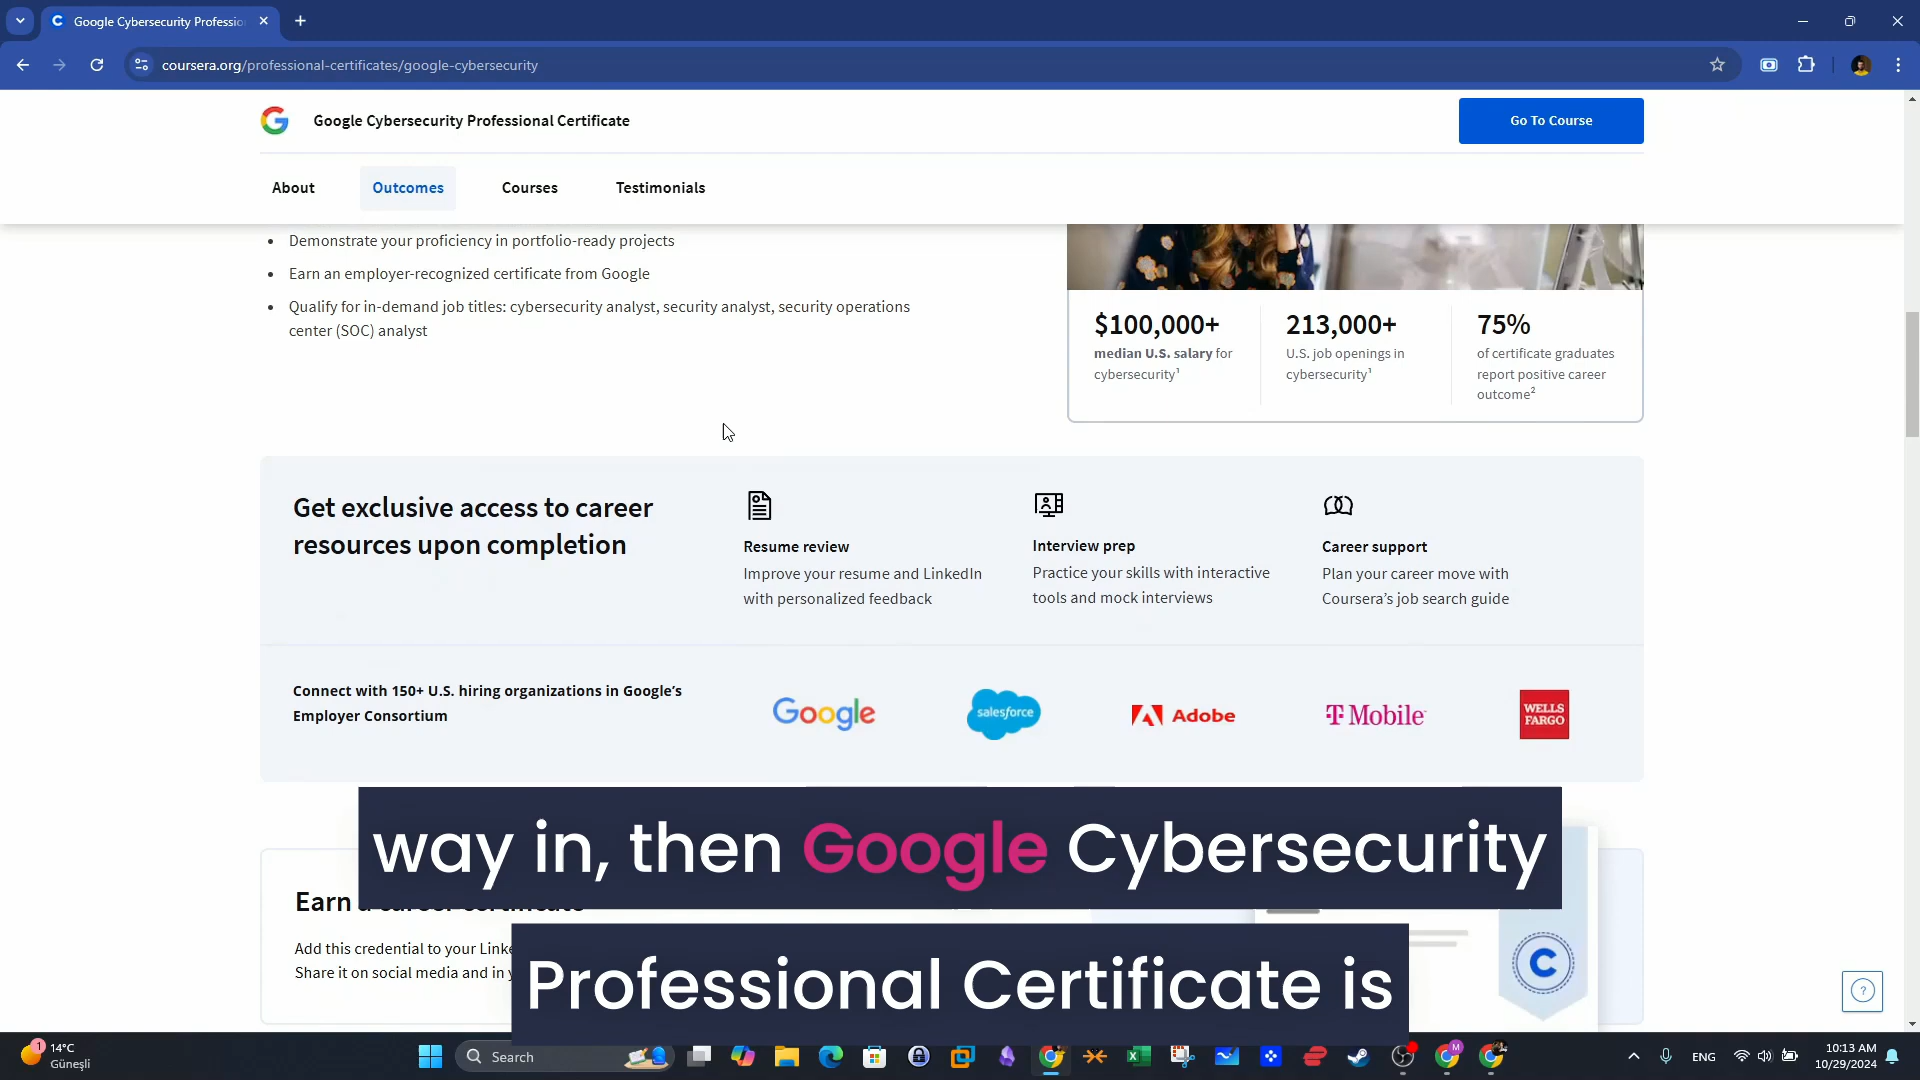 Google Cybersecurity Professio
coursera.org/professional-certificates/google-cybersecurity
Google Cybersecurity Professional Certificate
Go To Course
About
Outcomes
Courses
Testimonials
Demonstrate your proficiency in portfolio-ready projects
Earn an employer-recognized certificate from Google
Qualify for in-demand job titles: cybersecurity analyst, security analyst, security operations
center (SOC) analyst
$100,000+
median U.S. salary for
cybersecurity¹
213,000+
U.S. job openings in
cybersecurity¹
75%
of certificate graduates
report positive career
outcome²
Get exclusive access to career
resources upon completion
Resume review
Improve your resume and LinkedIn
with personalized feedback
Interview prep
Practice your skills with interactive
tools and mock interviews
Career support
Plan your career move with
Coursera's job search guide
Connect with 150+ U.S. hiring organizations in Google's
Employer Consortium
Google
salesforce
Adobe
T Mobile
WELLS
FARGO
way in, then Google Cybersecurity
Professional Certificate is
Earn
Add this credential to your Linke
Share it on social media and in
1
14°C
Güneşli
Search
ENG
10:13 AM
10/29/2024